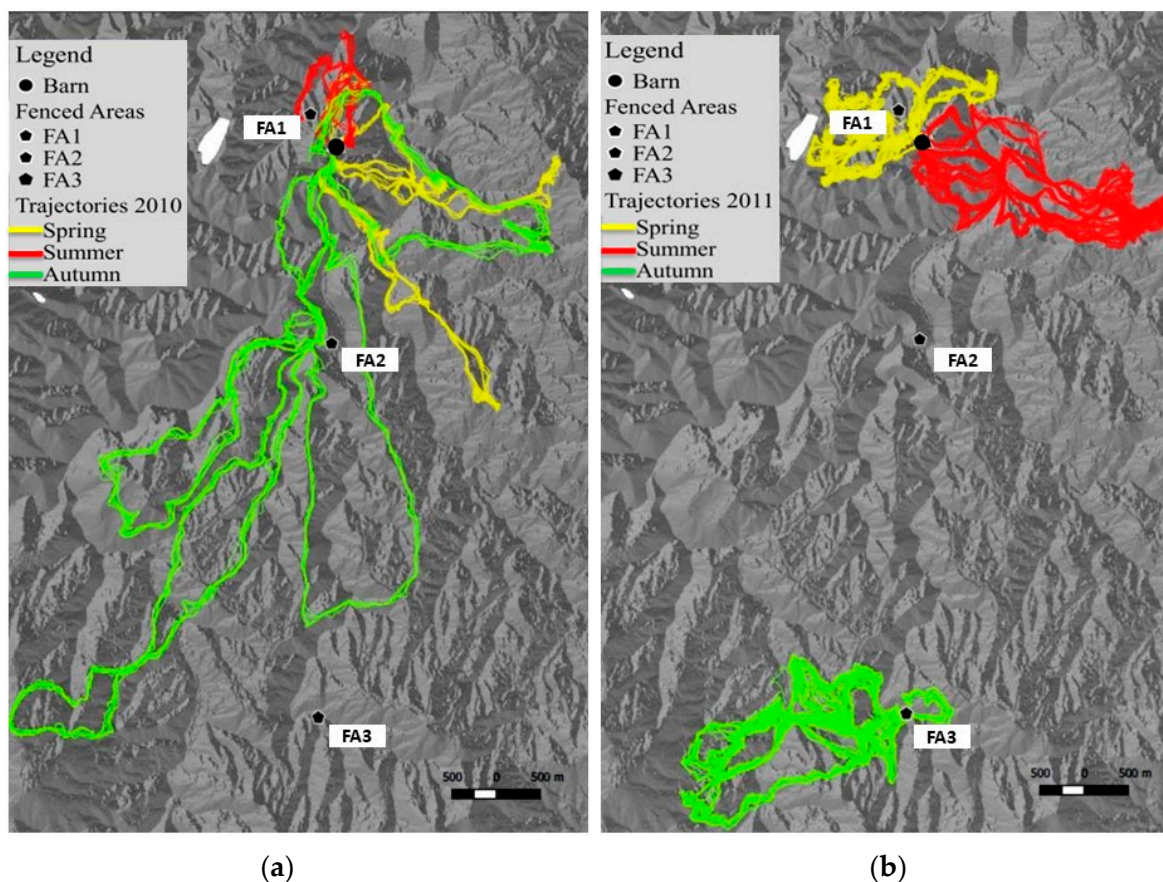 Legend
Barn
Fenced Areas
FA1
FA2
FA3
Trajectories 2010
Spring
Summer
Autumn
FA1
FA2
FA3
500 0 500 m
(a)
Legend
Barn
Fenced Areas
FA1
FA2
FA3
Trajectories 2011
Spring
Summer
Autumn
FA1
FA2
FA3
500 0 500 m
(b)